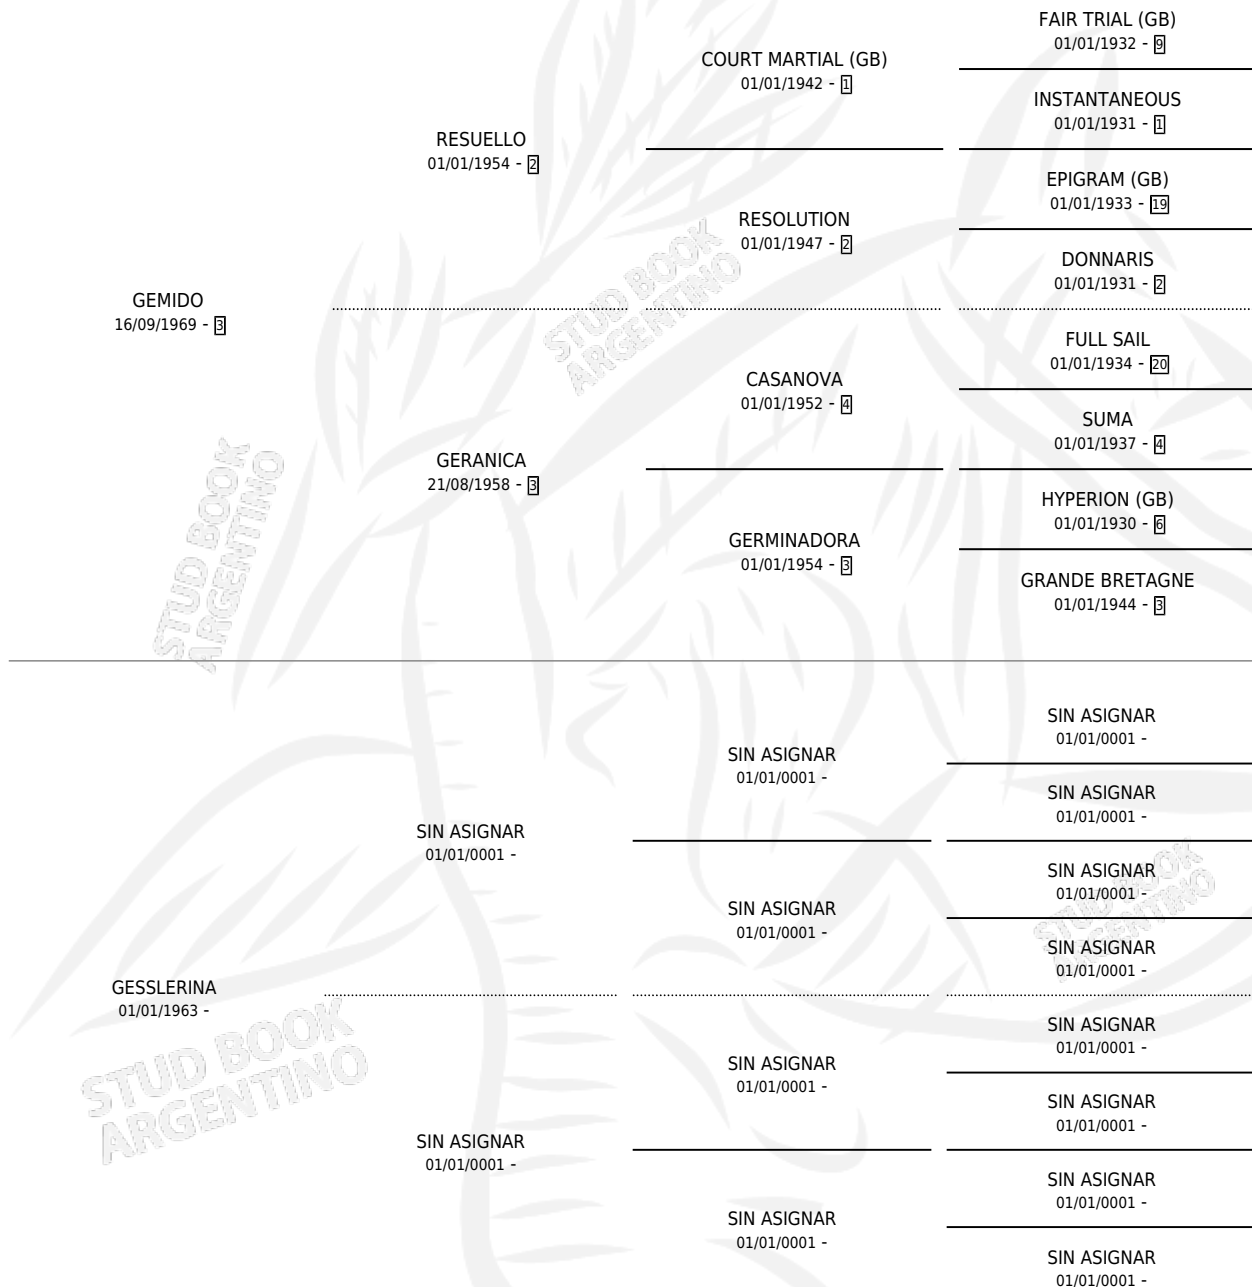 FAIR TRIAL (GB)
01/01/1932 - 9
COURT MARTIAL (GB)
01/01/1942 - 1
INSTANTANEOUS
01/01/1931 - 1
RESUELLO
01/01/1954 - 2
EPIGRAM (GB)
01/01/1933 - 19
RESOLUTION
01/01/1947 - 2
DONNARIS
01/01/1931 - 2
GEMIDO
16/09/1969 - 3
FULL SAIL
01/01/1934 - 20
CASANOVA
01/01/1952 - 4
SUMA
01/01/1937 - 4
GERANICA
21/08/1958 - 3
HYPERION (GB)
01/01/1930 - 6
GERMINADORA
01/01/1954 - 3
GRANDE BRETAGNE
01/01/1944 - 3
STUD BOOK
ARGENTINO
STUD BOOK
ARGENTINO
SIN ASIGNAR
01/01/0001 -
SIN ASIGNAR
01/01/0001 -
SIN ASIGNAR
01/01/0001 -
SIN ASIGNAR
01/01/0001 -
SIN ASIGNAR
01/01/0001 -
SIN ASIGNAR
01/01/0001 -
SIN ASIGNAR
01/01/0001 -
GESSLERINA
01/01/1963 -
SIN ASIGNAR
01/01/0001 -
SIN ASIGNAR
01/01/0001 -
SIN ASIGNAR
01/01/0001 -
SIN ASIGNAR
01/01/0001 -
SIN ASIGNAR
01/01/0001 -
SIN ASIGNAR
01/01/0001 -
SIN ASIGNAR
01/01/0001 -
STUD BOOK
ARGENTINO
STUD BOOK
ARGENTINO